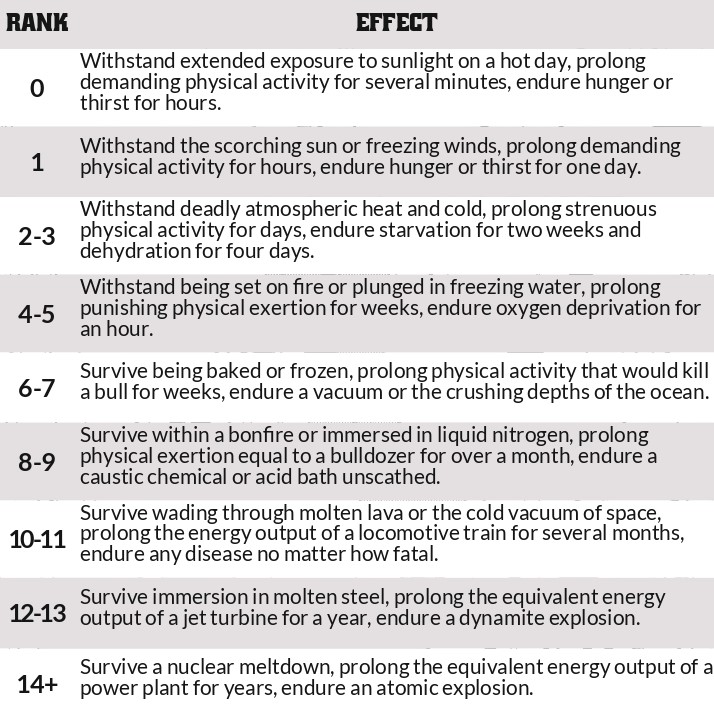 RANK EFFECT
0 Withstand extended exposure to sunlight on a hot day, prolong
demanding physical activity for several minutes, endure hunger or
thirst for hours.
1 Withstand the scorching sun or freezing winds, prolong demanding
physical activity for hours, endure hunger or thirst for one day.
2-3 Withstand deadly atmospheric heat and cold, prolong strenuous
physical activity for days, endure starvation for two weeks and
dehydration for four days.
4-5 Withstand being set on fire or plunged in freezing water, prolong
punishing physical exertion for weeks, endure oxygen deprivation for
an hour.
6-7 Survive being baked or frozen, prolong physical activity that would kill
a bull for weeks, endure a vacuum or the crushing depths of the ocean.
8-9 Survive within a bonfire or immersed in liquid nitrogen, prolong
physical exertion equal to a bulldozer for over a month, endure a
caustic chemical or acid bath unscathed.
10-11 Survive wading through molten lava or the cold vacuum of space,
prolong the energy output of a locomotive train for several months,
endure any disease no matter how fatal.
12-13 Survive immersion in molten steel, prolong the equivalent energy
output of a jet turbine for a year, endure a dynamite explosion.
14+ Survive a nuclear meltdown, prolong the equivalent energy output of a
power plant for years, endure an atomic explosion.